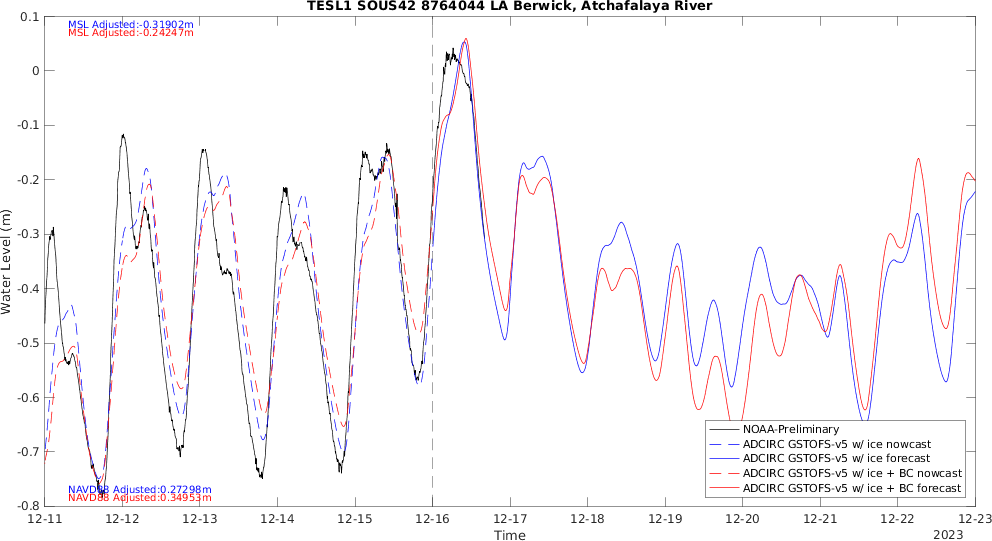 TESL1 SOUS42 8764044 LA Berwick, Atchafalaya River
MSL Adjusted:-0.31902m
MSL Adjusted:-0.24247m
0.1
0
-0.1
-0.2
-0.3
-0.4
-0.5
-0.6
-0.7
-0.8
Water Level (m)
NAVD88 Adjusted:0.27298m
NAVD88 Adjusted:0.34953m
NOAA-Preliminary
ADCIRC GSTOFS-v5 w/ ice nowcast
ADCIRC GSTOFS-v5 w/ ice forecast
ADCIRC GSTOFS-v5 w/ ice + BC nowcast
ADCIRC GSTOFS-v5 w/ ice + BC forecast
12-11 12-12 12-13 12-14 12-15 12-16 12-17 12-18 12-19 12-20 12-21 12-22 12-23
Time
2023